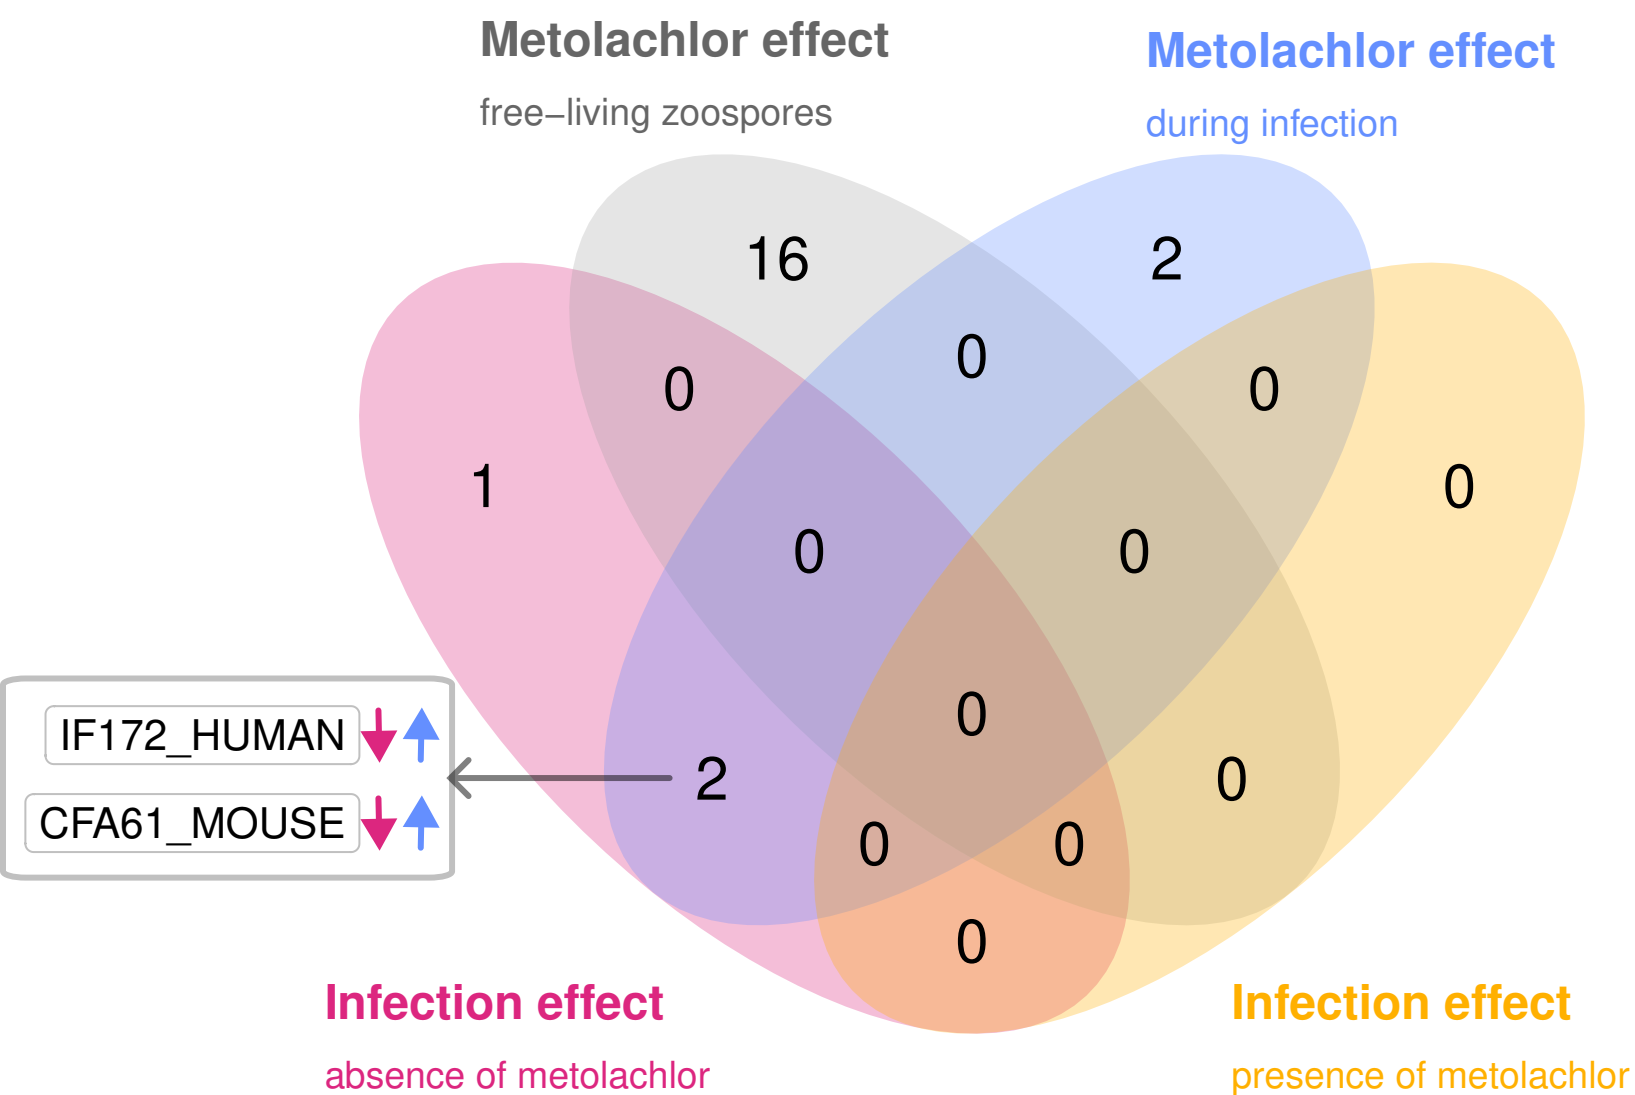 Metolachlor effect
free−living zoospores
Metolachlor effect
during infection
16
2
0
0
0
1
0
0
0
0
2
0
0
0
0
IF172_HUMAN
CFA61_MOUSE
Infection effect
absence of metolachlor
Infection effect
presence of metolachlor